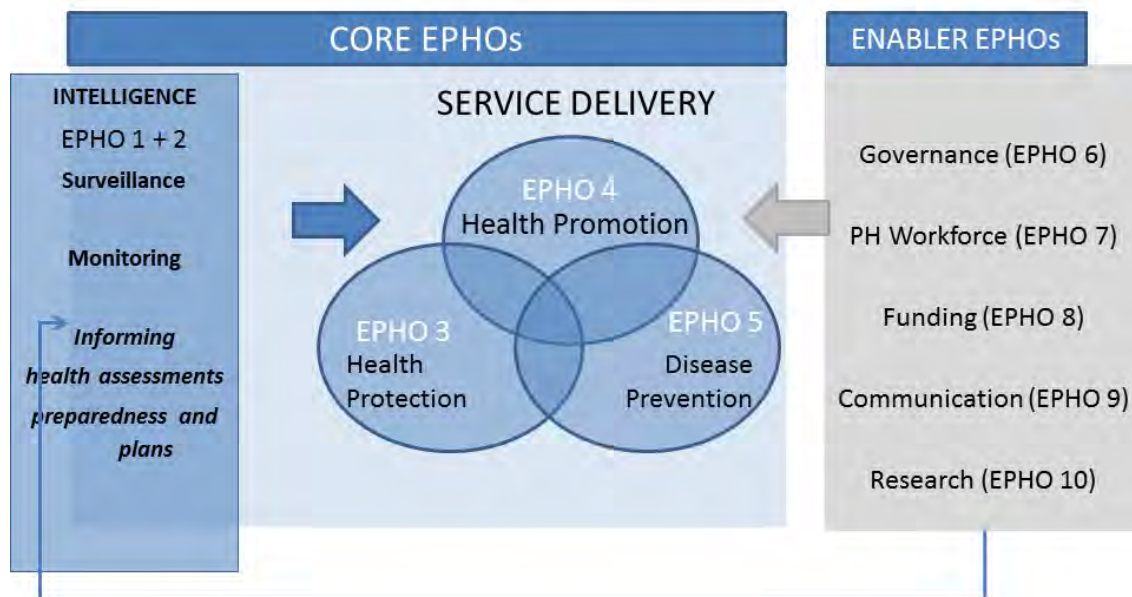 CORE EPHOs
ENABLER EPHOs
INTELLIGENCE
EPHO 1 + 2
Surveillance
Monitoring
Informing
health assessments
preparedness and
plans
SERVICE DELIVERY
EPHO 4
Health Promotion
EPHO 3
Health
Protection
EPHO 5
Disease
Prevention
Governance (EPHO 6)
PH Workforce (EPHO 7)
Funding (EPHO 8)
Communication (EPHO 9)
Research (EPHO 10)